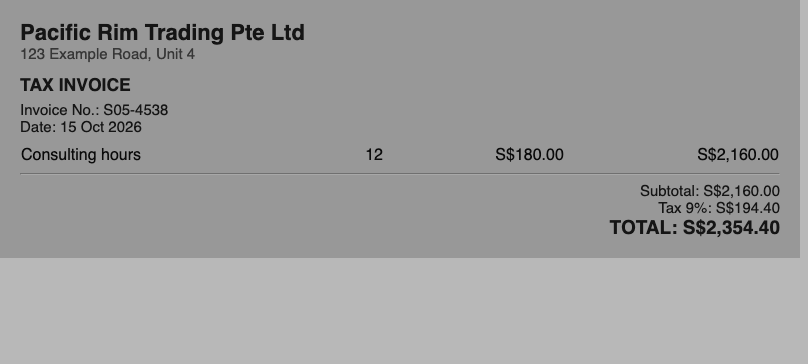 Pacific Rim Trading Pte Ltd
123 Example Road, Unit 4
TAX INVOICE
Invoice No.: S05-4538
Date: 15 Oct 2026
Consulting hours 12 S$180.00 S$2,160.00
Subtotal: S$2,160.00
Tax 9%: S$194.40
TOTAL: S$2,354.40